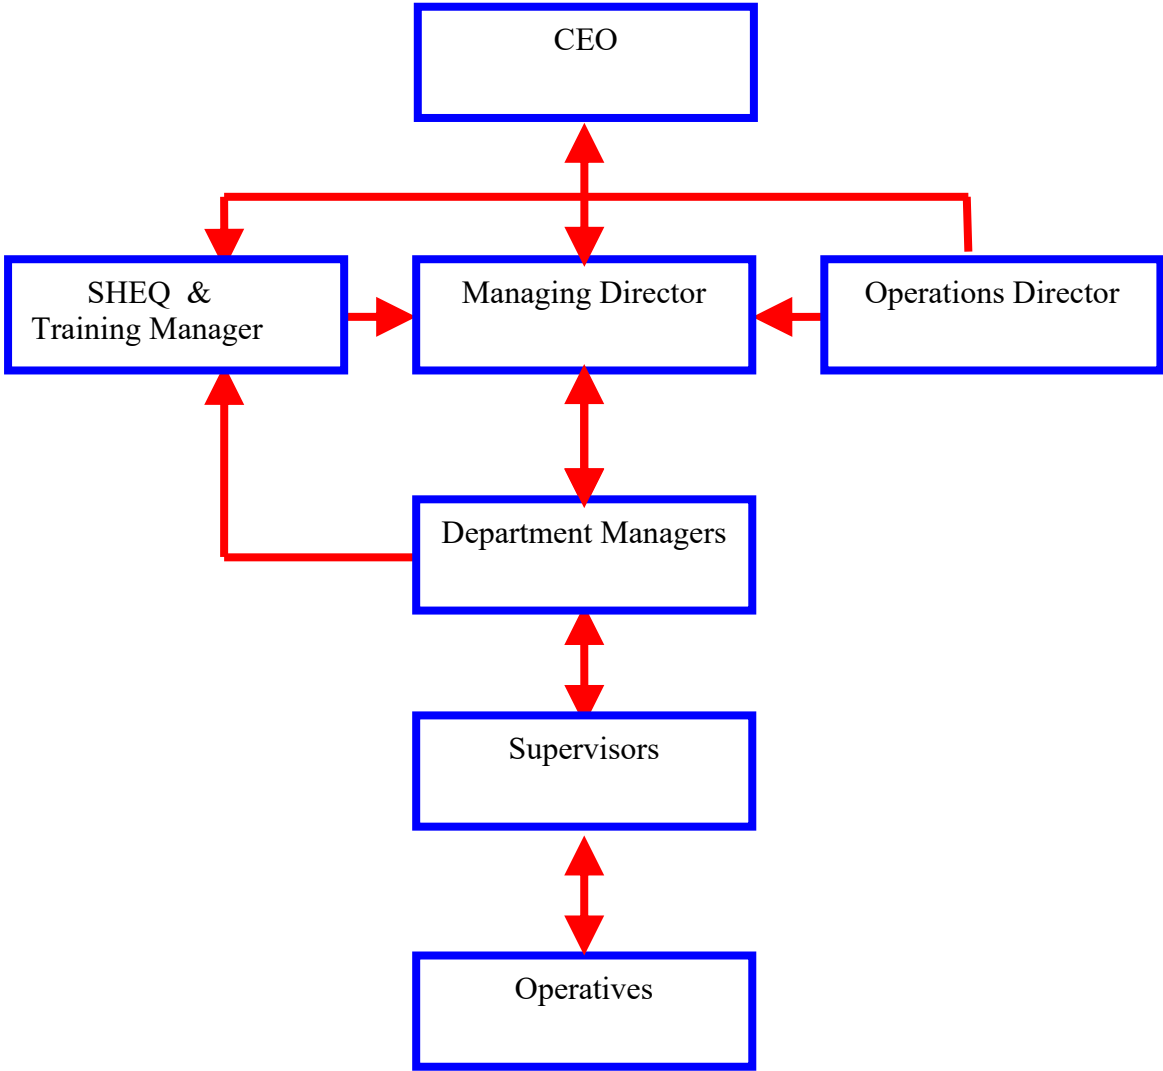 CEO
SHEQ  &
Training Manager
Managing Director
Operations Director
Department Managers
Supervisors
Operatives